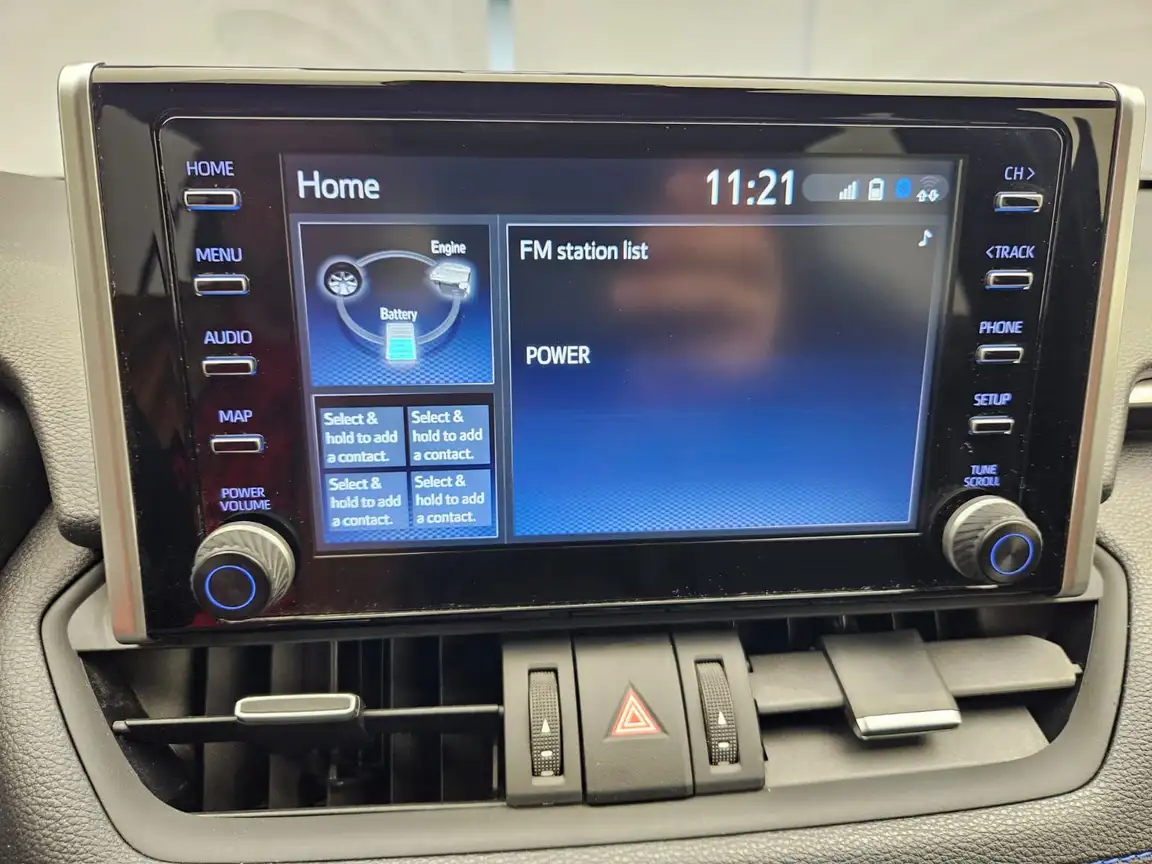 HOME
MENU
AUDIO
MAP
POWER
VOLUME
Home
11:21
Engine
Battery
FM station list
POWER
Select &
hold to add
a contact.
Select &
hold to add
a contact.
Select &
hold to add
a contact.
Select &
hold to add
a contact.
CH>
<TRACK
PHONE
SETUP
TUNE
SCROLL